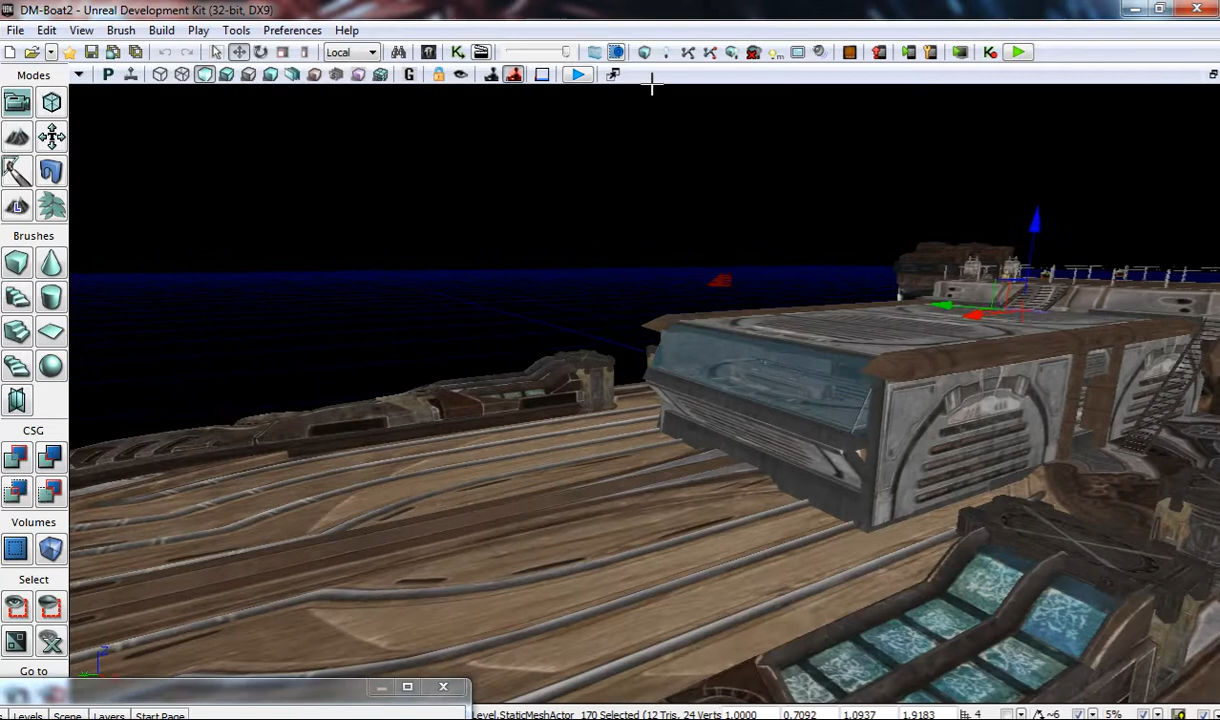 DM-Boat2 - Unreal Development Kit (32-bit, DX9)
File Edit View Brush Build Play Tools Preferences Help
Local
Modes
P
G
Brushes
CSG
Volumes
Select
Go to
Z
Levels Scene Layers Start Page
Level.StaticMeshActor 170 Selected (12 Tris, 24 Verts 1.0000 0.7092 1.0937 1.9183 4 ~6 5%